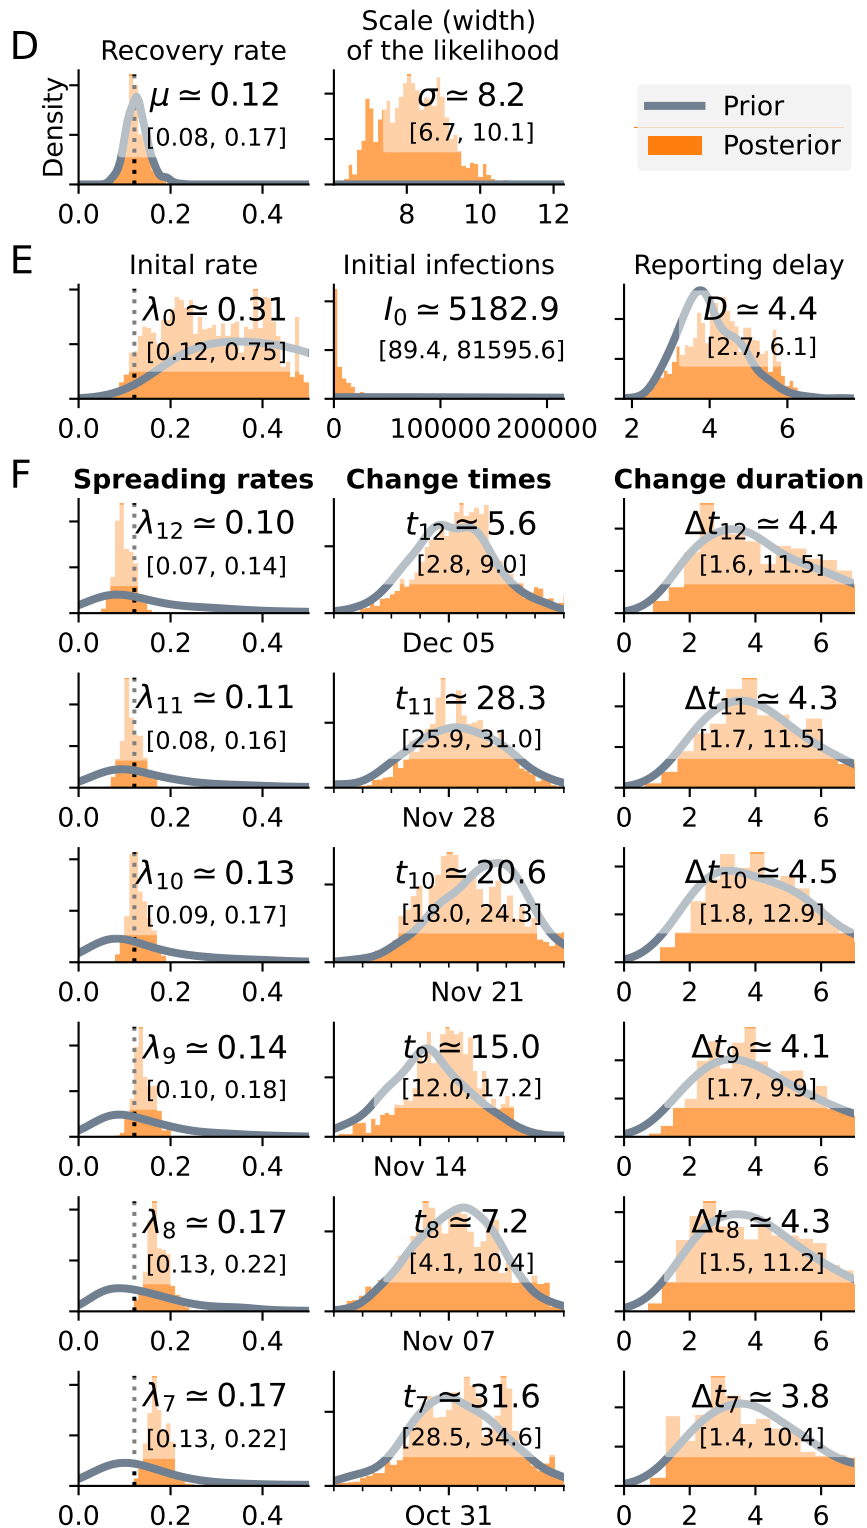 D
Recovery rate
Scale (width)
of the likelihood
Density
μ ≃ 0.12
[0.08, 0.17]
0.0 0.2 0.4
σ ≃ 8.2
[6.7, 10.1]
8 10 12
Prior
Posterior
E
Inital rate
λ0 ≃ 0.31
[0.12, 0.75]
0.0 0.2 0.4
Initial infections
I0 ≃ 5182.9
[89.4, 81595.6]
0 100000 200000
Reporting delay
D ≃ 4.4
[2.7, 6.1]
2 4 6
F
Spreading rates Change times Change duration
λ12 ≃ 0.10
[0.07, 0.14]
0.0 0.2 0.4
t12 ≃ 5.6
[2.8, 9.0]
Dec 05
Δt12 ≃ 4.4
[1.6, 11.5]
0 2 4 6
λ11 ≃ 0.11
[0.08, 0.16]
0.0 0.2 0.4
t11 ≃ 28.3
[25.9, 31.0]
Nov 28
Δt11 ≃ 4.3
[1.7, 11.5]
0 2 4 6
λ10 ≃ 0.13
[0.09, 0.17]
0.0 0.2 0.4
t10 ≃ 20.6
[18.0, 24.3]
Nov 21
Δt10 ≃ 4.5
[1.8, 12.9]
0 2 4 6
λ9 ≃ 0.14
[0.10, 0.18]
0.0 0.2 0.4
t9 ≃ 15.0
[12.0, 17.2]
Nov 14
Δt9 ≃ 4.1
[1.7, 9.9]
0 2 4 6
λ8 ≃ 0.17
[0.13, 0.22]
0.0 0.2 0.4
t8 ≃ 7.2
[4.1, 10.4]
Nov 07
Δt8 ≃ 4.3
[1.5, 11.2]
0 2 4 6
λ7 ≃ 0.17
[0.13, 0.22]
0.0 0.2 0.4
t7 ≃ 31.6
[28.5, 34.6]
Oct 31
Δt7 ≃ 3.8
[1.4, 10.4]
0 2 4 6